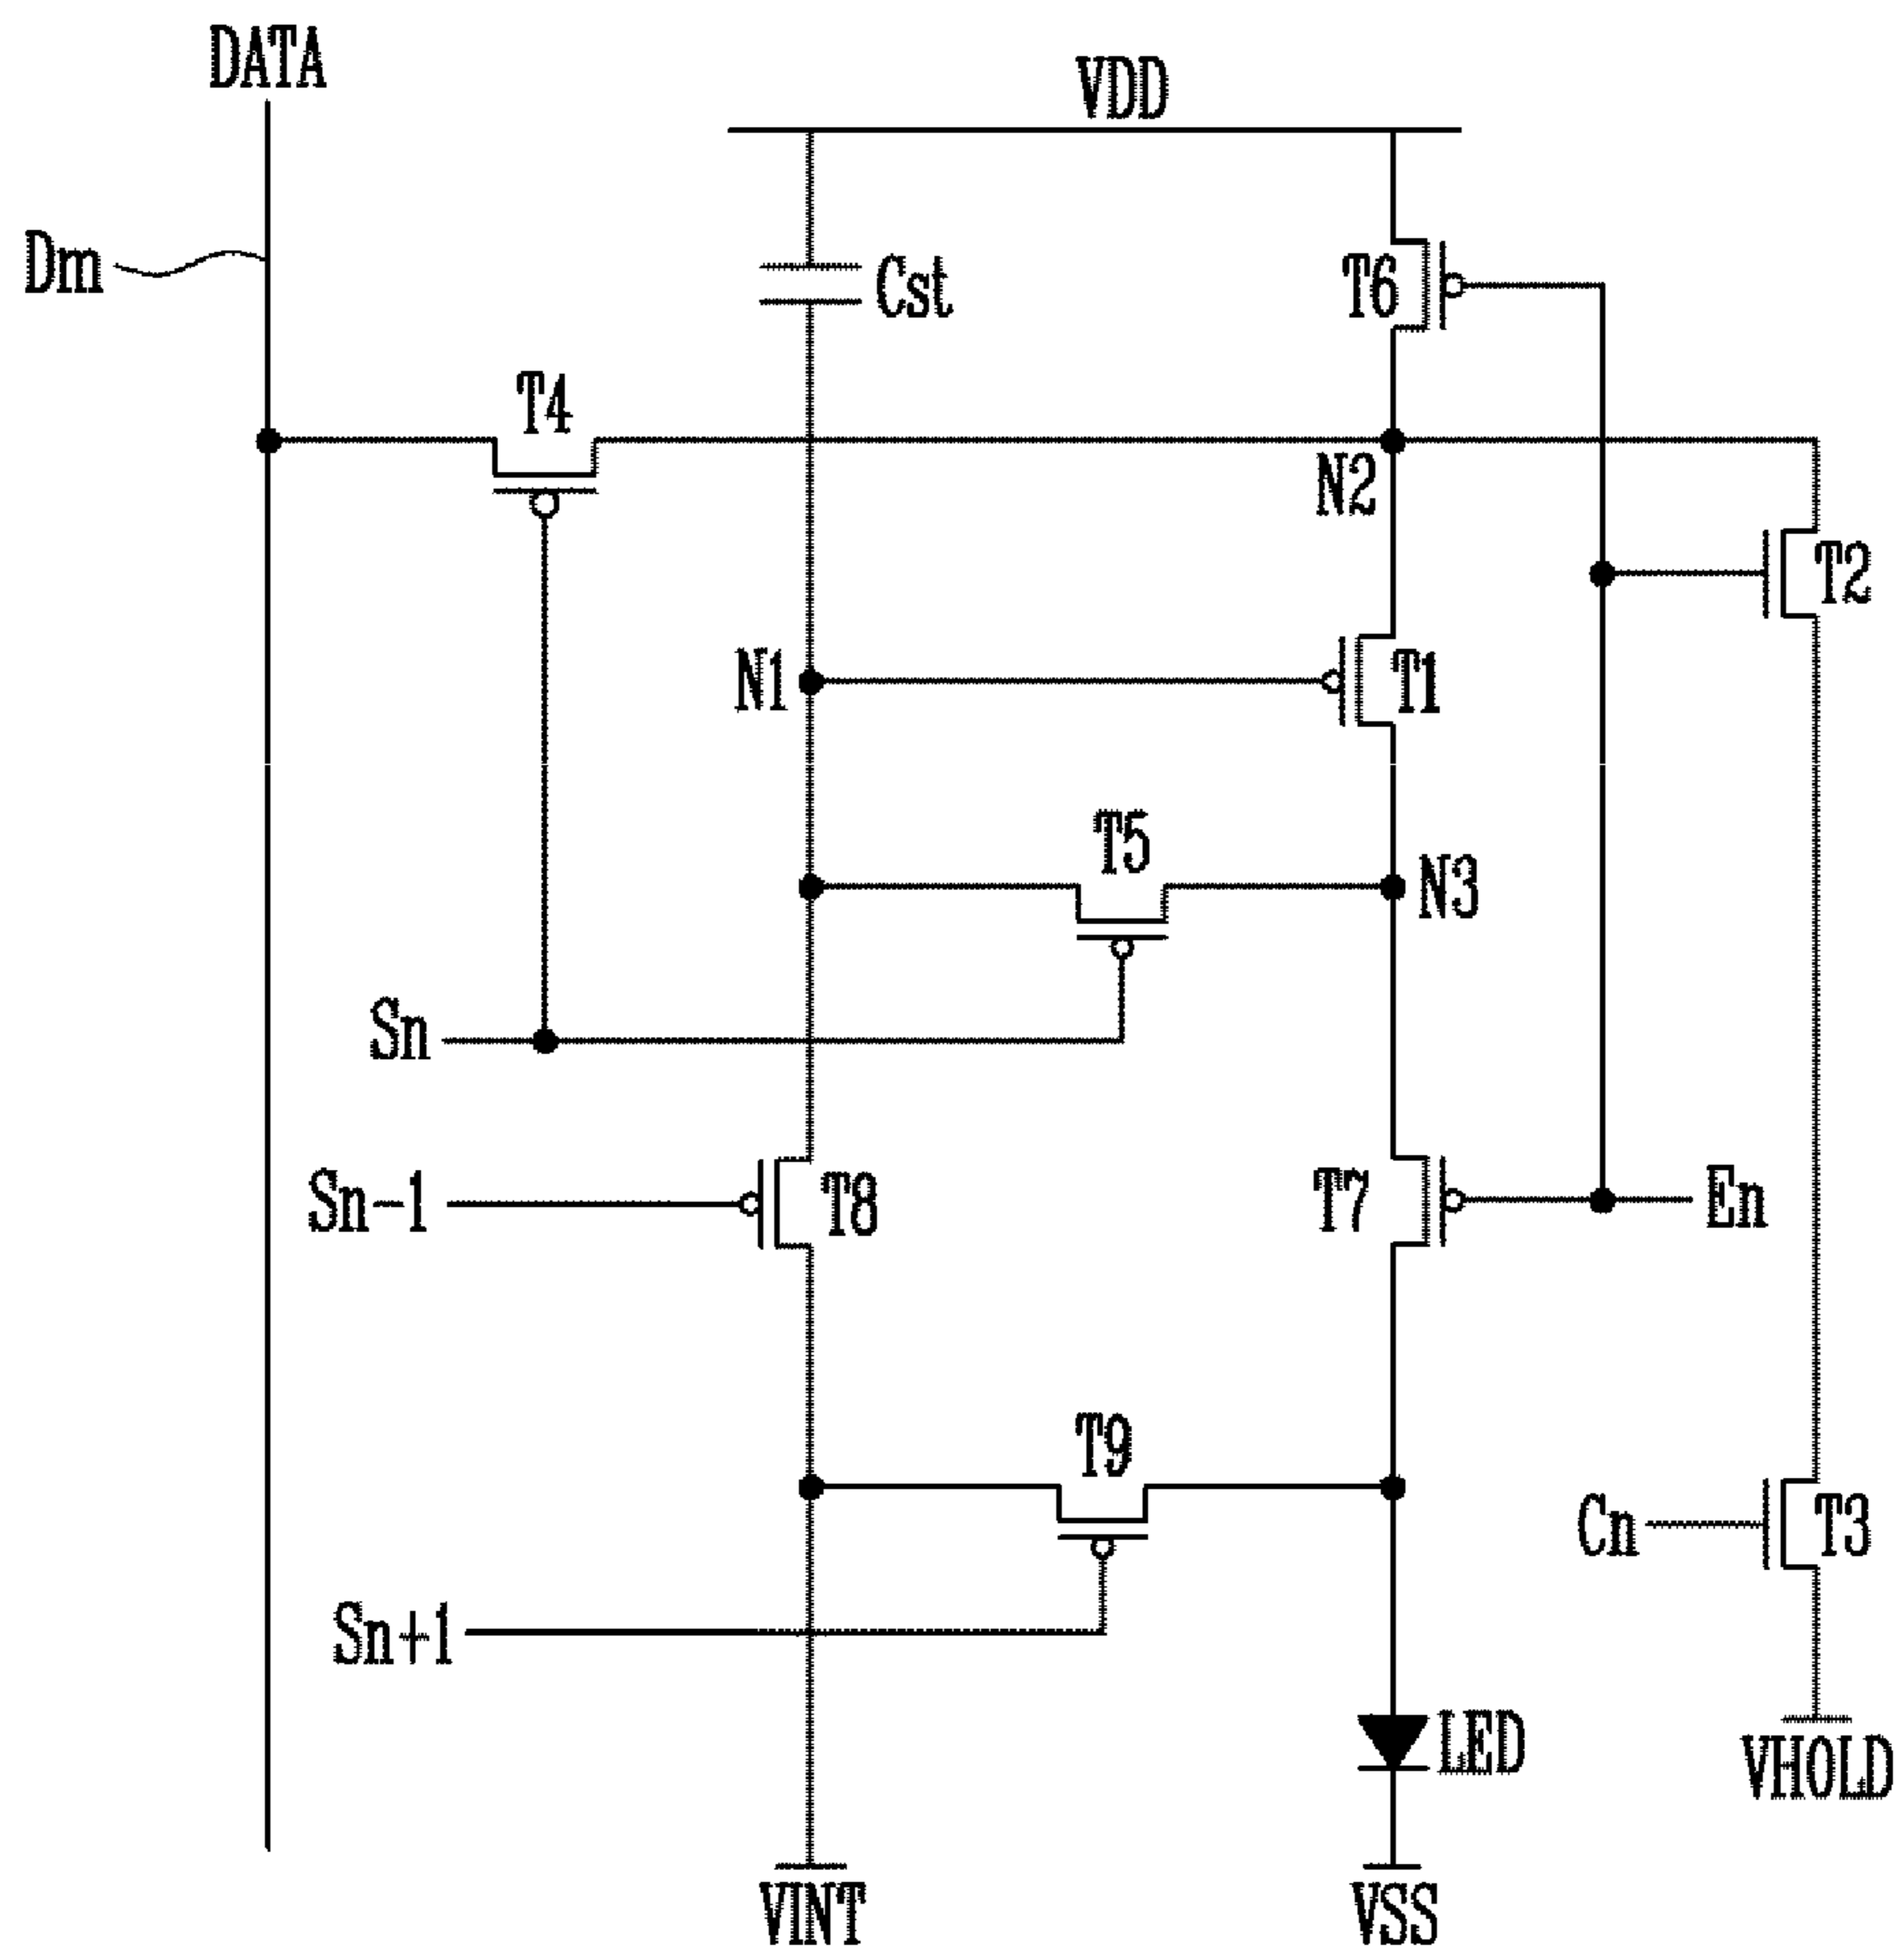 DATA
VDD
Dm
Cst
T6
T4
N2
T2
N1
T1
T5
N3
Sn
Sn-1
T8
T7
En
T9
Cn
T3
Sn+1
LED
VHOLD
VINT
VSS